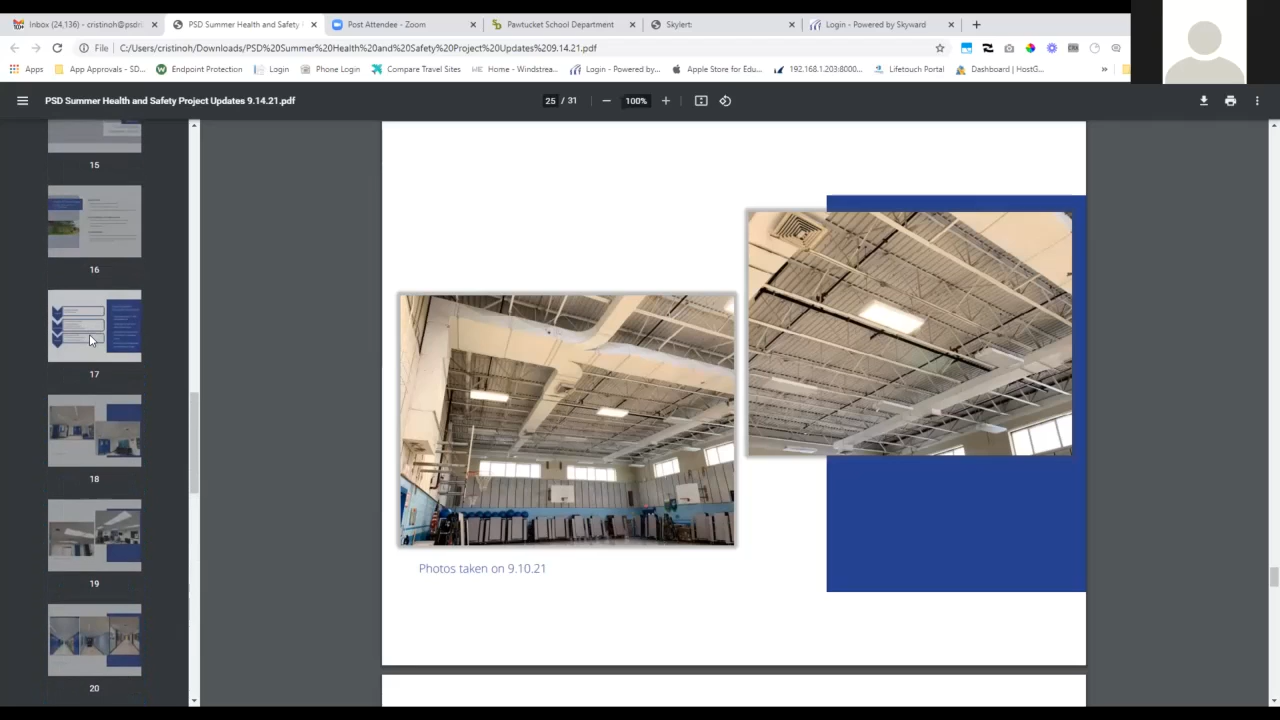 Inbox (24,136) - cristinoh@psdri
PSD Summer Health and Safety
Post Attendee - Zoom
Pawtucket School Department
Skylert:
Login - Powered by Skyward
File
C:/Users/cristinoh/Downloads/PSD%20Summer%20Health%20and%20Safety%20Project%20Updates%209.14.21.pdf
Apps
App Approvals - SD...
Endpoint Protection
Login
Phone Login
Compare Travel Sites
Home - Windstrea...
Login - Powered by...
Apple Store for Edu...
192.168.1.203:8000...
Lifetouch Portal
Dashboard | HostG...
»
PSD Summer Health and Safety Project Updates 9.14.21.pdf
25 / 31
100%
15
16
17
18
19
20
Photos taken on 9.10.21